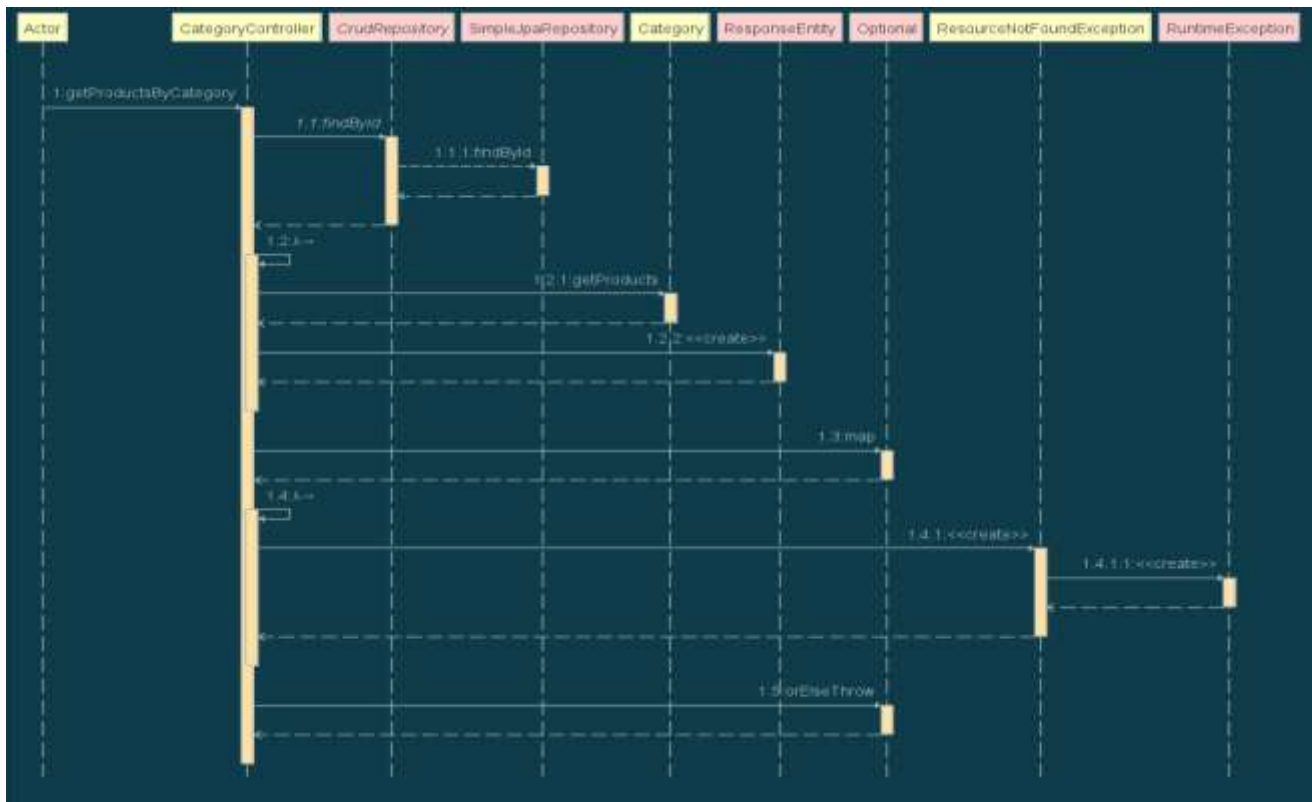 Actor
CategoryController
CrudRepository
SimpleJpaRepository
Category
ResponseEntity
Optional
ResourceNotFoundException
RuntimeException
1:getProductsByCategory
1.1:findById
1.1.1:findById
1.2:λ→
1.2.1:getProducts
1.2.2:<<create>>
1.3:map
1.4:λ→
1.4.1:<<create>>
1.4.1.1:<<create>>
1.5:orElseThrow